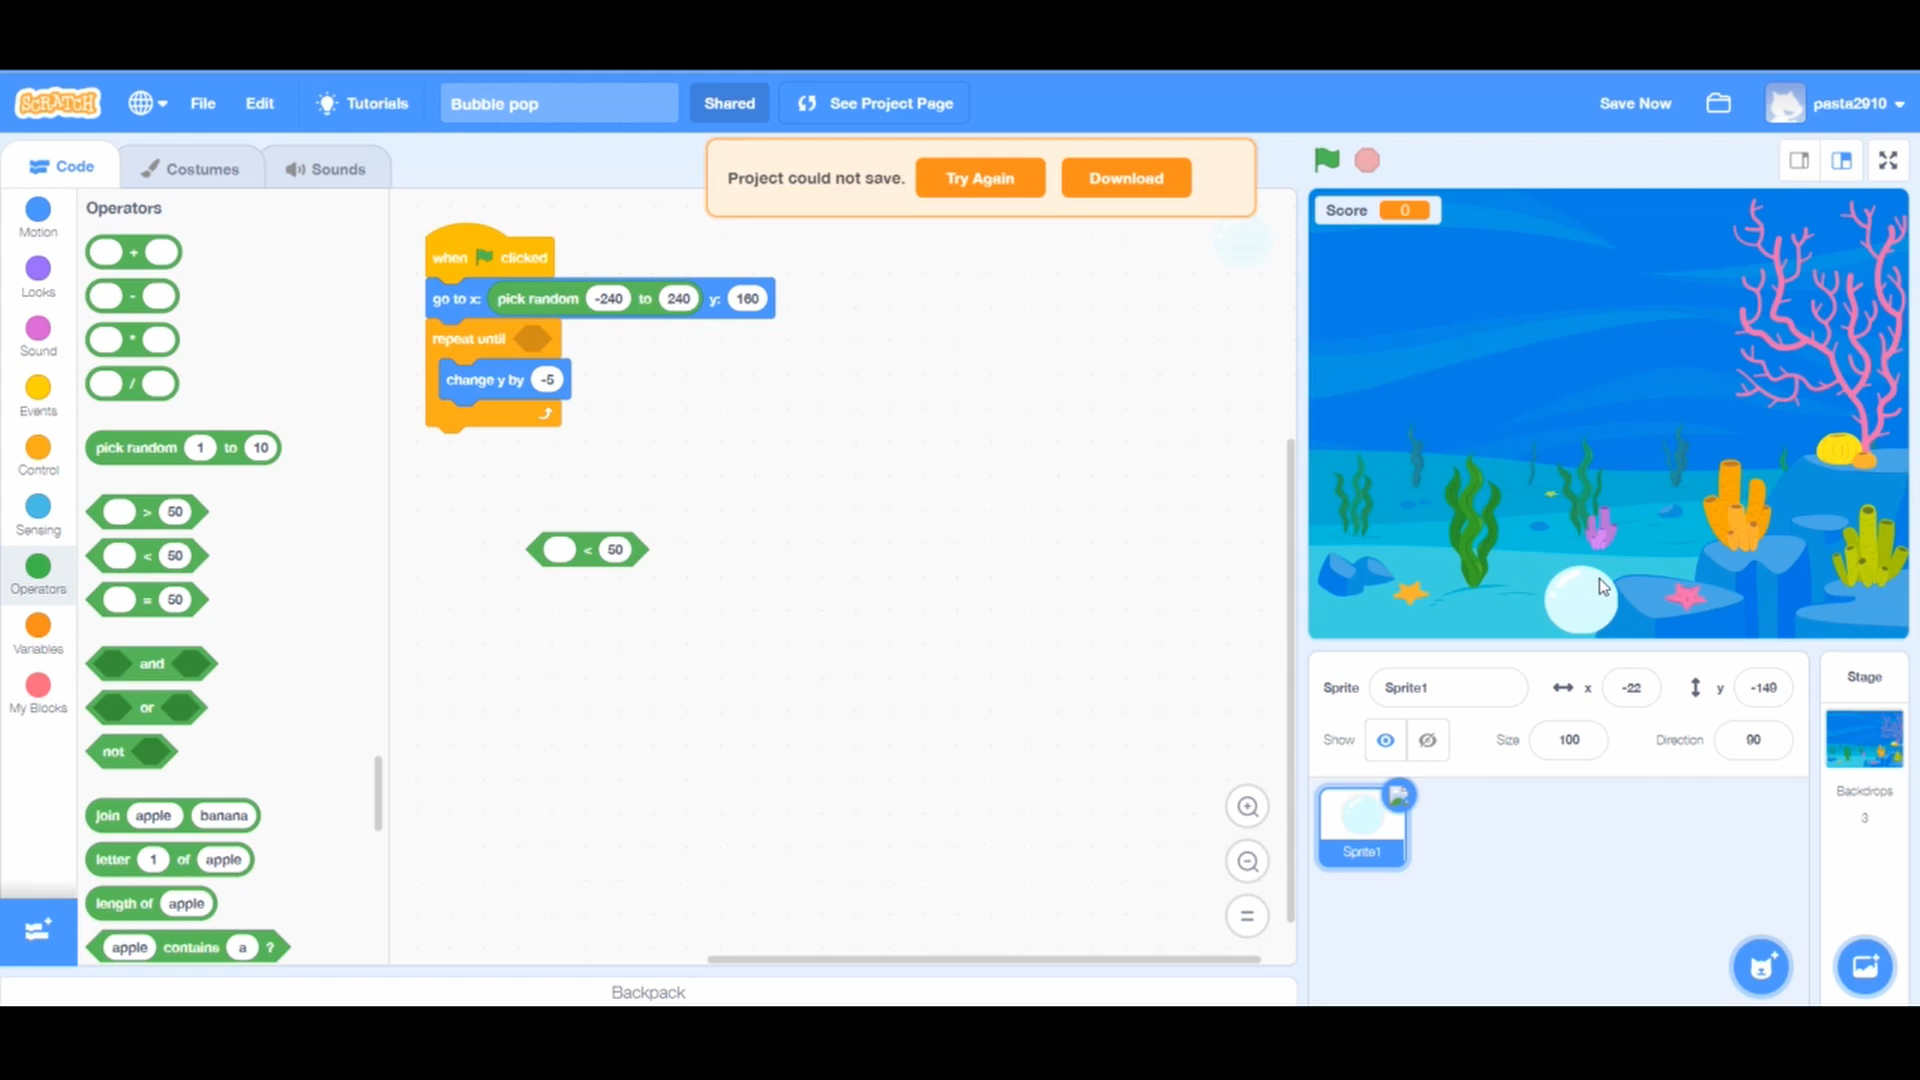 SCRATCH File Edit Tutorials Bubble pop Shared See Project Page Save Now pasta2910
Code Costumes Sounds
Project could not save. Try Again Download
Motion
Looks
Sound
Events
Control
Sensing
Operators
Variables
My Blocks
Operators
+
-
*
/
pick random 1 to 10
> 50
< 50
= 50
and
or
not
join apple banana
letter 1 of apple
length of apple
apple contains a ?
when clicked
go to x: pick random -240 to 240 y: 160
repeat until
change y by -5
< 50
Backpack
Score 0
Sprite Sprite1 x -22 y -149
Show Size 100 Direction 90
Sprite1
Stage
Backdrops
3